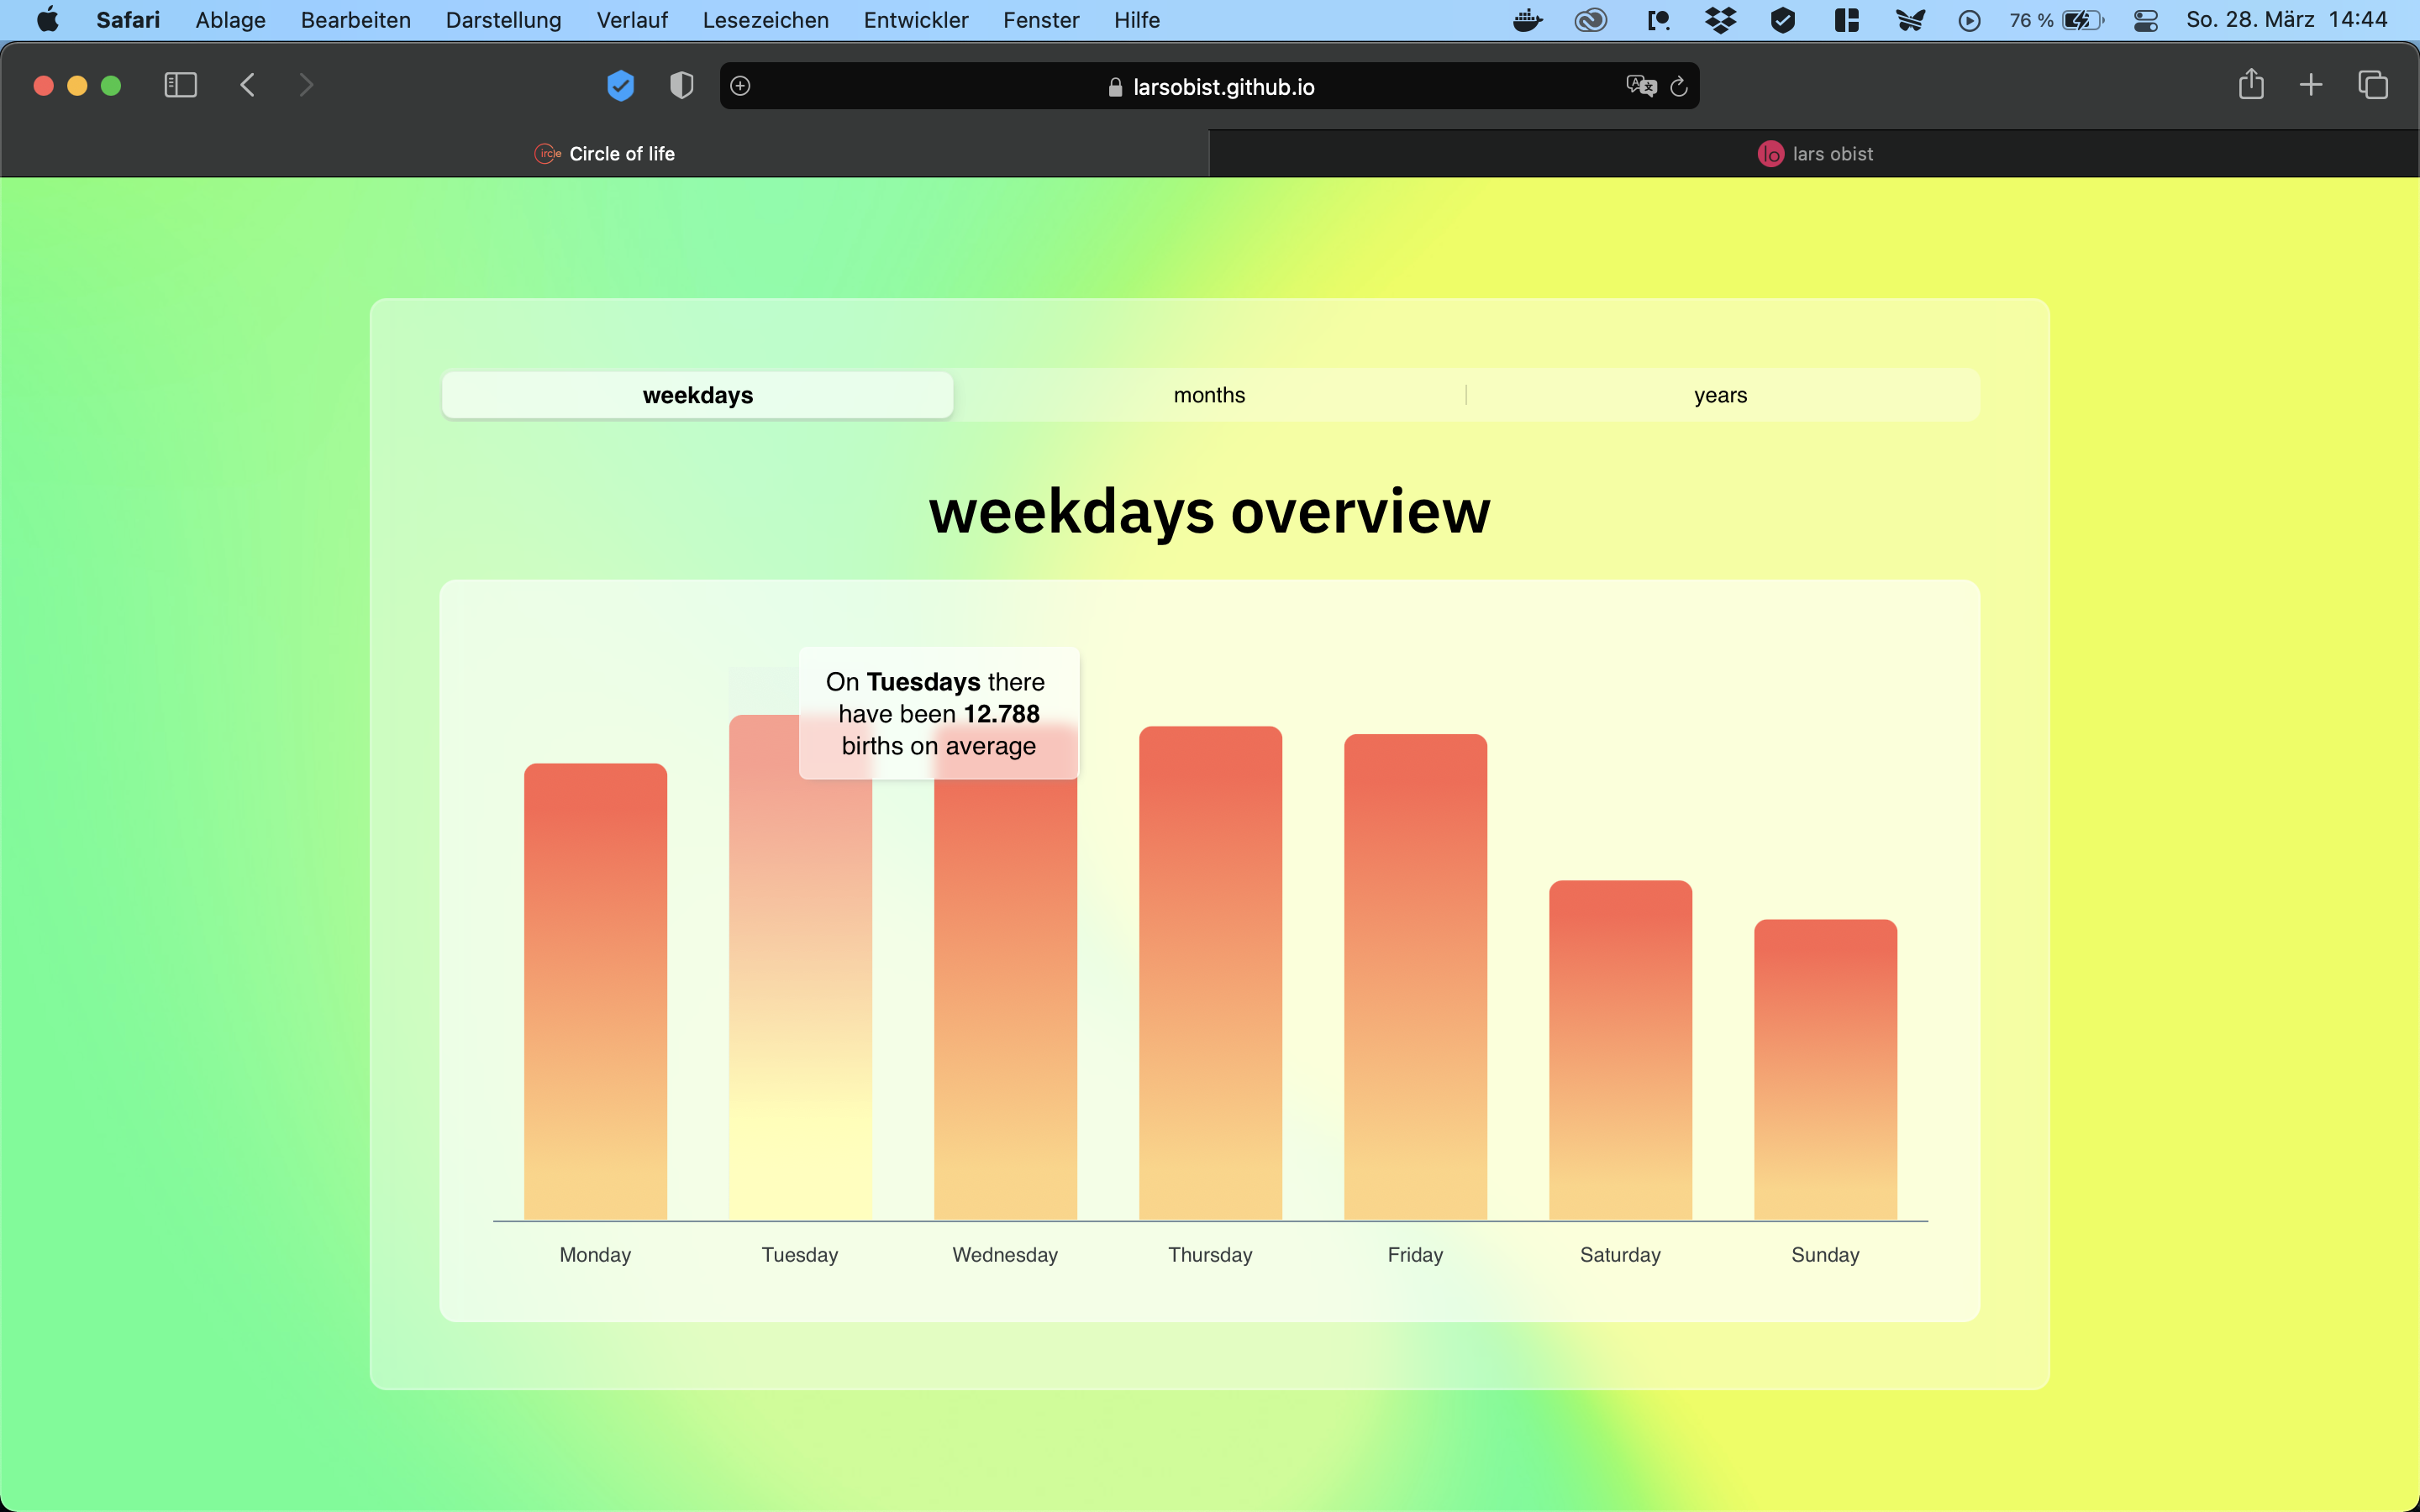 Safari Ablage Bearbeiten Darstellung Verlauf Lesezeichen Entwickler Fenster Hilfe 76 % So. 28. März 14:44
larsobist.github.io
ircle Circle of life lo lars obist
weekdays months years
weekdays overview
On Tuesdays there
have been 12.788
births on average
Monday Tuesday Wednesday Thursday Friday Saturday Sunday